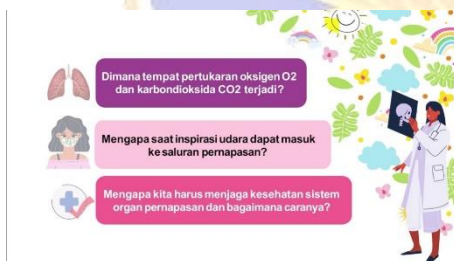 Dimana tempat pertukaran oksigen O2
dan karbondioksida CO2 terjadi?
Mengapa saat inspirasi udara dapat masuk
ke saluran pernapasan?
Mengapa kita harus menjaga kesehatan sistem
organ pernapasan dan bagaimana caranya?